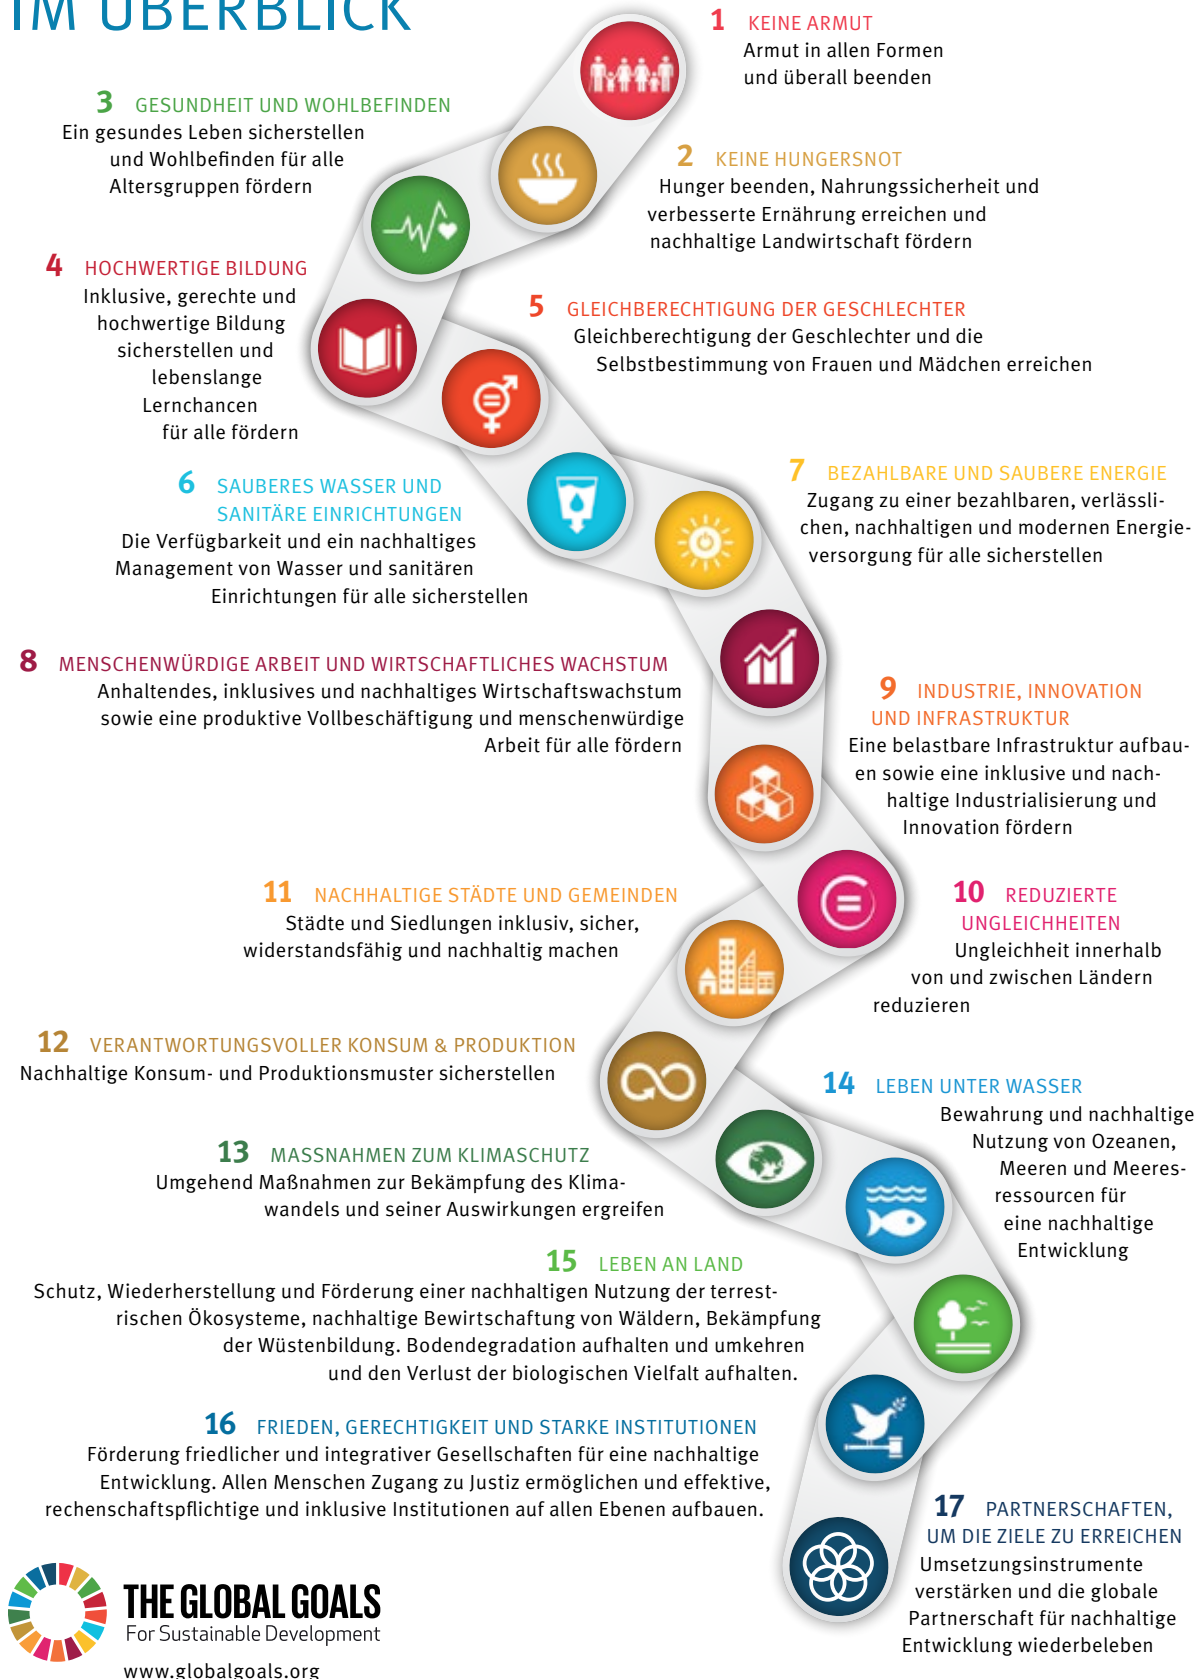 IM ÜBERBLICK
1 KEINE ARMUT
Armut in allen Formen
und überall beenden
2 KEINE HUNGERSNOT
Hunger beenden, Nahrungssicherheit und
verbesserte Ernährung erreichen und
nachhaltige Landwirtschaft fördern
3 GESUNDHEIT UND WOHLBEFINDEN
Ein gesundes Leben sicherstellen
und Wohlbefinden für alle
Altersgruppen fördern
4 HOCHWERTIGE BILDUNG
Inklusive, gerechte und
hochwertige Bildung
sicherstellen und
lebenslange
Lernchancen
für alle fördern
5 GLEICHBERECHTIGUNG DER GESCHLECHTER
Gleichberechtigung der Geschlechter und die
Selbstbestimmung von Frauen und Mädchen erreichen
6 SAUBERES WASSER UND
SANITÄRE EINRICHTUNGEN
Die Verfügbarkeit und ein nachhaltiges
Management von Wasser und sanitären
Einrichtungen für alle sicherstellen
7 BEZAHLBARE UND SAUBERE ENERGIE
Zugang zu einer bezahlbaren, verlässli-
chen, nachhaltigen und modernen Energie-
versorgung für alle sicherstellen
8 MENSCHENWÜRDIGE ARBEIT UND WIRTSCHAFTLICHES WACHSTUM
Anhaltendes, inklusives und nachhaltiges Wirtschaftswachstum
sowie eine produktive Vollbeschäftigung und menschenwürdige
Arbeit für alle fördern
9 INDUSTRIE, INNOVATION
UND INFRASTRUKTUR
Eine belastbare Infrastruktur aufbau-
en sowie eine inklusive und nach-
haltige Industrialisierung und
Innovation fördern
10 REDUZIERTE
UNGLEICHHEITEN
Ungleichheit innerhalb
von und zwischen Ländern
reduzieren
11 NACHHALTIGE STÄDTE UND GEMEINDEN
Städte und Siedlungen inklusiv, sicher,
widerstandsfähig und nachhaltig machen
12 VERANTWORTUNGSVOLLER KONSUM & PRODUKTION
Nachhaltige Konsum- und Produktionsmuster sicherstellen
13 MASSNAHMEN ZUM KLIMASCHUTZ
Umgehend Maßnahmen zur Bekämpfung des Klima-
wandels und seiner Auswirkungen ergreifen
14 LEBEN UNTER WASSER
Bewahrung und nachhaltige
Nutzung von Ozeanen,
Meeren und Meeres-
ressourcen für
eine nachhaltige
Entwicklung
15 LEBEN AN LAND
Schutz, Wiederherstellung und Förderung einer nachhaltigen Nutzung der terrest-
rischen Ökosysteme, nachhaltige Bewirtschaftung von Wäldern, Bekämpfung
der Wüstenbildung. Bodendegradation aufhalten und umkehren
und den Verlust der biologischen Vielfalt aufhalten.
16 FRIEDEN, GERECHTIGKEIT UND STARKE INSTITUTIONEN
Förderung friedlicher und integrativer Gesellschaften für eine nachhaltige
Entwicklung. Allen Menschen Zugang zu Justiz ermöglichen und effektive,
rechenschaftspflichtige und inklusive Institutionen auf allen Ebenen aufbauen.
17 PARTNERSCHAFTEN,
UM DIE ZIELE ZU ERREICHEN
Umsetzungsinstrumente
verstärken und die globale
Partnerschaft für nachhaltige
Entwicklung wiederbeleben
THE GLOBAL GOALS
For Sustainable Development
www.globalgoals.org